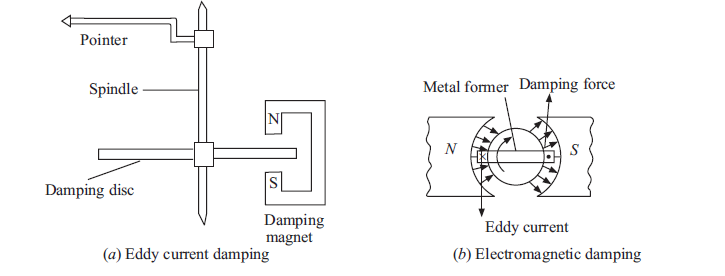 Pointer
Spindle
N
S
Damping disc
Damping
magnet
(a) Eddy current damping
Metal former
Damping force
N
S
Eddy current
(b) Electromagnetic damping